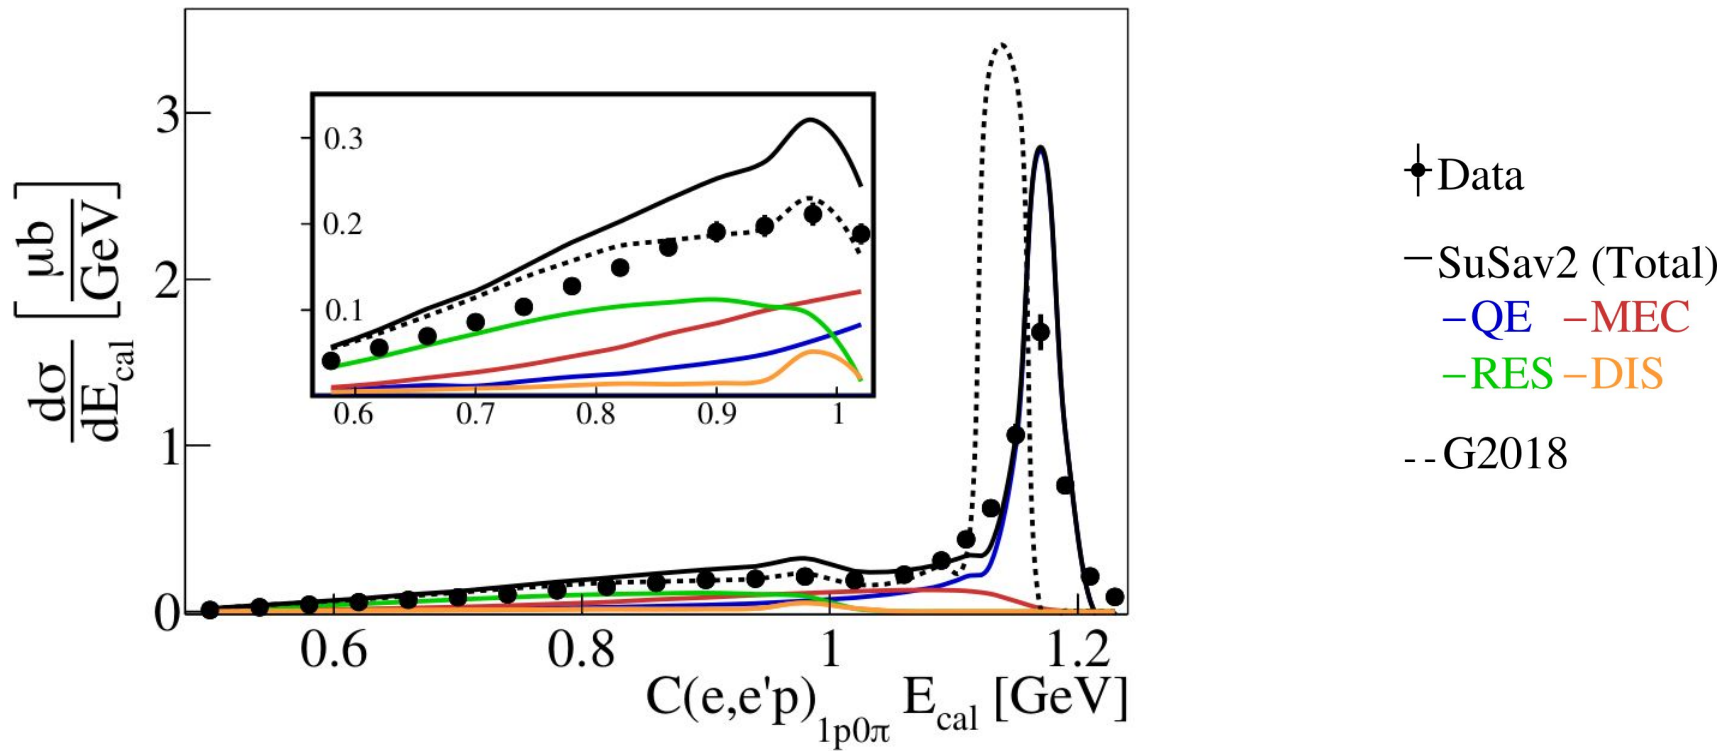 dσ
dE_cal
[μb
GeV]
3
2
1
0
0.3
0.2
0.1
0.6 0.7 0.8 0.9 1
0.6 0.8 1 1.2
C(e,e'p)_1p0π E_cal [GeV]
Data
SuSav2 (Total)
QE MEC
RES DIS
G2018